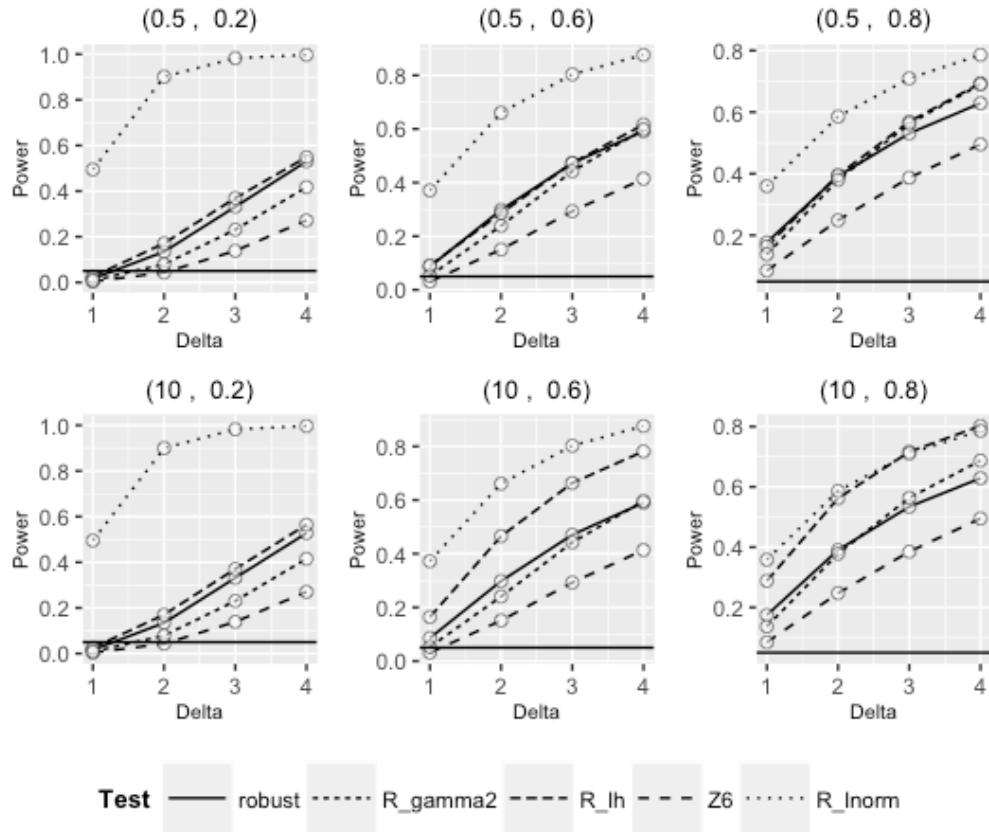 (0.5 , 0.2)
(0.5 , 0.6)
(0.5 , 0.8)
Power
1.0
0.8
0.6
0.4
0.2
0.0
1 2 3 4
Delta
Power
0.8
0.6
0.4
0.2
0.0
1 2 3 4
Delta
Power
0.8
0.6
0.4
0.2
1 2 3 4
Delta
(10 , 0.2)
(10 , 0.6)
(10 , 0.8)
Power
1.0
0.8
0.6
0.4
0.2
0.0
1 2 3 4
Delta
Power
0.8
0.6
0.4
0.2
0.0
1 2 3 4
Delta
Power
0.8
0.6
0.4
0.2
1 2 3 4
Delta
Test robust R_gamma2 R_lh Z6 R_lnorm